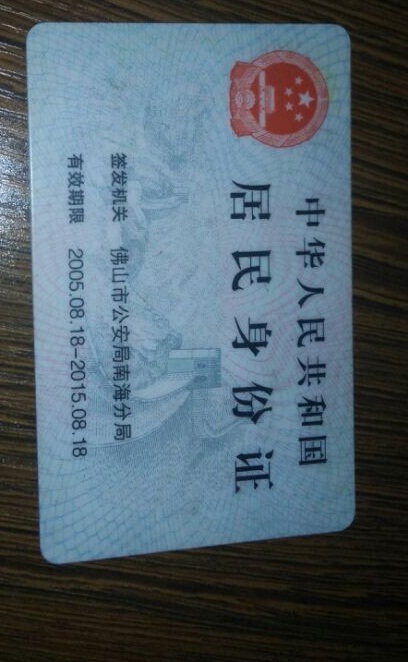 中华人民共和国
居民身份证
签发机关 佛山市公安局南海分局
有效期限 2005.08.18-2015.08.18